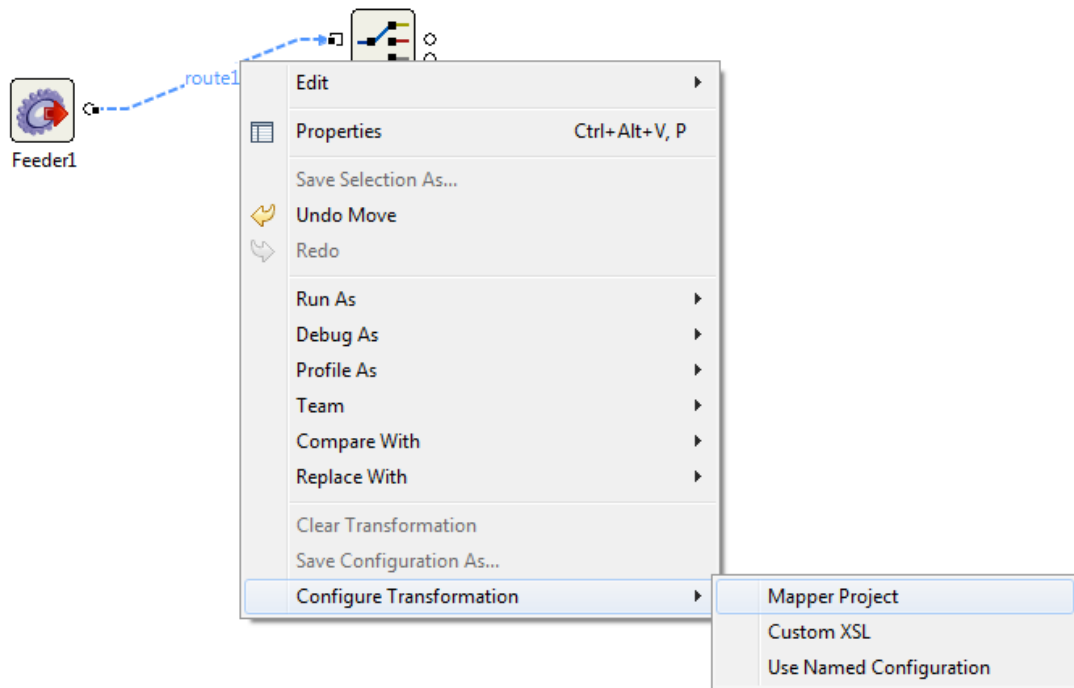 route1
Feeder1
Edit
Properties Ctrl+Alt+V, P
Save Selection As...
Undo Move
Redo
Run As
Debug As
Profile As
Team
Compare With
Replace With
Clear Transformation
Save Configuration As...
Configure Transformation
Mapper Project
Custom XSL
Use Named Configuration